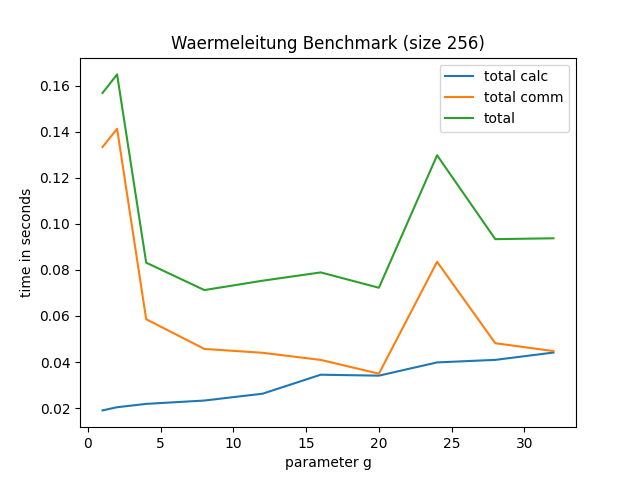 Waermeleitung Benchmark (size 256)
total calc
total comm
total
time in seconds
0.16
0.14
0.12
0.10
0.08
0.06
0.04
0.02
0
5
10
15
20
25
30
parameter g